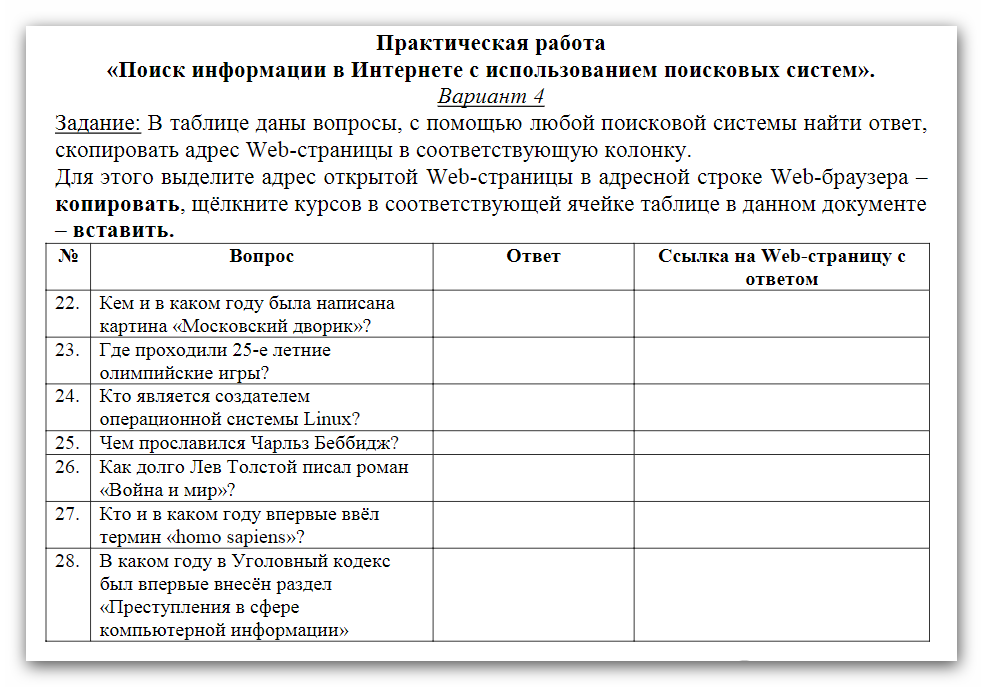 Практическая работа
«Поиск информации в Интернете с использованием поисковых систем».
Вариант 4
Задание: В таблице даны вопросы, с помощью любой поисковой системы найти ответ,
скопировать адрес Web-страницы в соответствующую колонку.
Для этого выделите адрес открытой Web-страницы в адресной строке Web-браузера –
копировать, щёлкните курсов в соответствующей ячейке таблице в данном документе
– вставить.
№ Вопрос Ответ Ссылка на Web-страницу с
ответом
22. Кем и в каком году была написана
картина «Московский дворик»?
23. Где проходили 25-е летние
олимпийские игры?
24. Кто является создателем
операционной системы Linux?
25. Чем прославился Чарльз Беббидж?
26. Как долго Лев Толстой писал роман
«Война и мир»?
27. Кто и в каком году впервые ввёл
термин «homo sapiens»?
28. В каком году в Уголовный кодекс
был впервые внесён раздел
«Преступления в сфере
компьютерной информации»